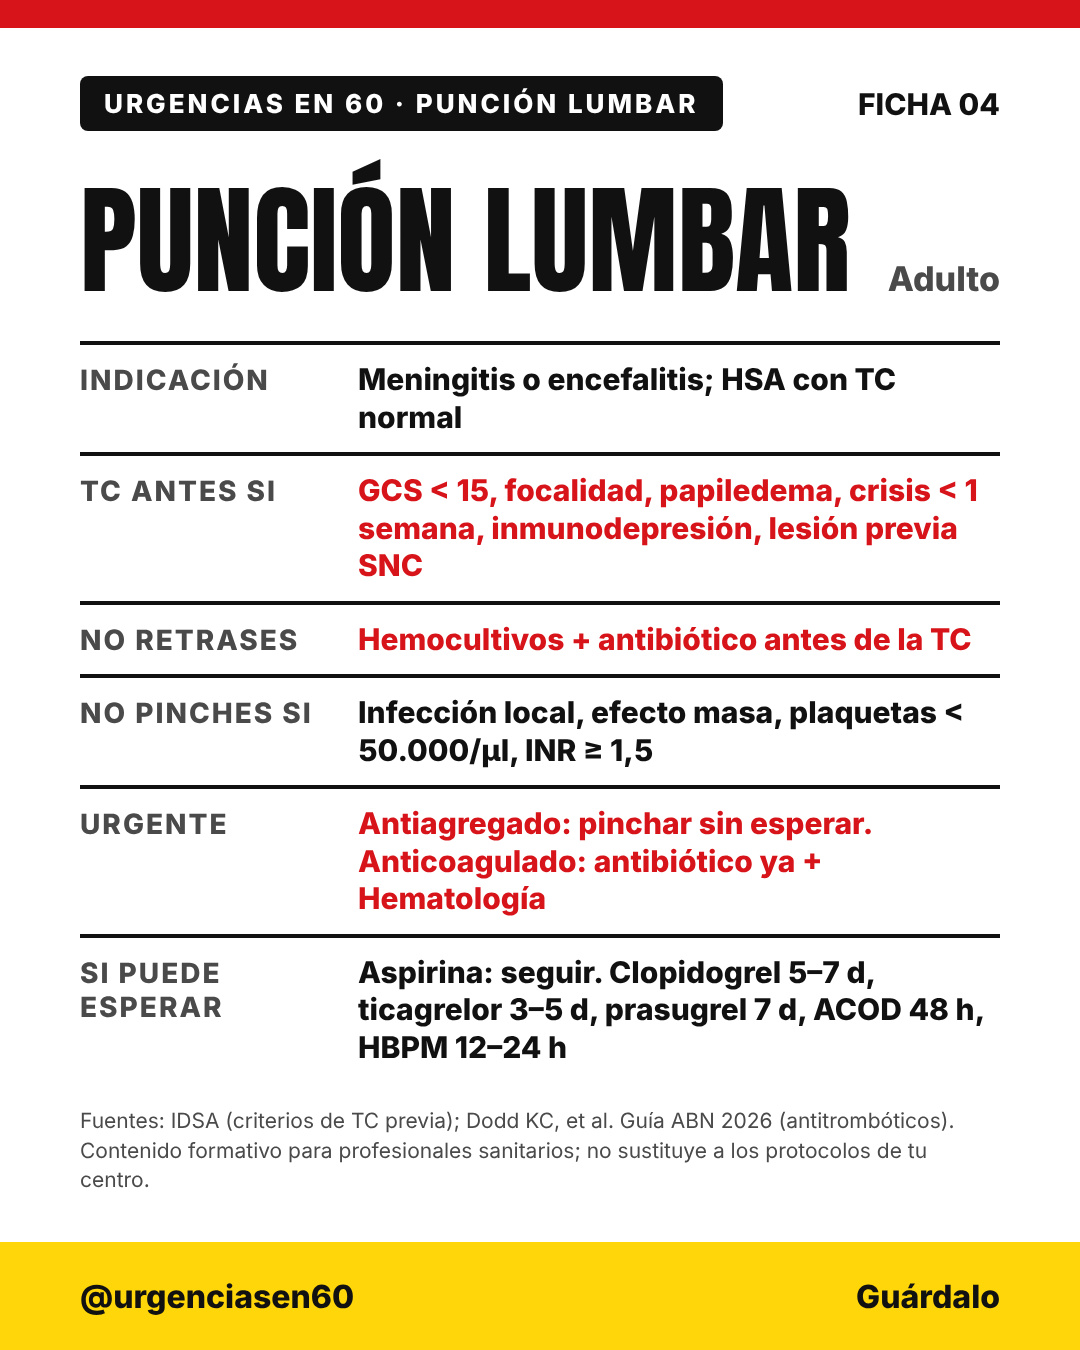 URGENCIAS EN 60 · PUNCIÓN LUMBAR
FICHA 04
PUNCIÓN LUMBAR
Adulto
INDICACIÓN
Meningitis o encefalitis; HSA con TC
normal
TC ANTES SI
GCS < 15, focalidad, papiledema, crisis < 1
semana, inmunodepresión, lesión previa
SNC
NO RETRASES
Hemocultivos + antibiótico antes de la TC
NO PINCHES SI
Infección local, efecto masa, plaquetas <
50.000/µl, INR ≥ 1,5
URGENTE
Antiagregado: pinchar sin esperar.
Anticoagulado: antibiótico ya +
Hematología
SI PUEDE
ESPERAR
Aspirina: seguir. Clopidogrel 5–7 d,
ticagrelor 3–5 d, prasugrel 7 d, ACOD 48 h,
HBPM 12–24 h
Fuentes: IDSA (criterios de TC previa); Dodd KC, et al. Guía ABN 2026 (antitrombóticos).
Contenido formativo para profesionales sanitarios; no sustituye a los protocolos de tu
centro.
@urgenciasen60
Guárdalo